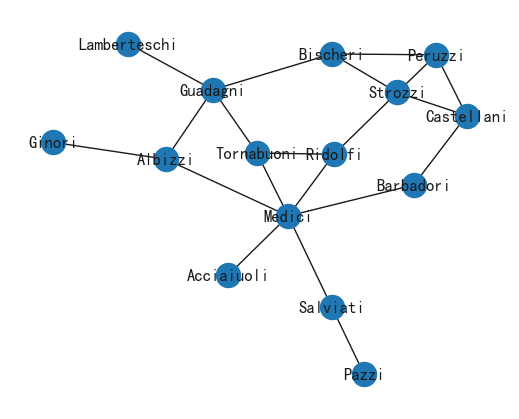 Lamberteschi
Bischeri
Peruzzi
Guadagni
Strozzi
Castellani
Ginori
Albizzi
Tornabuoni
Ridolfi
Barbadori
Medici
Acciaiuoli
Salviati
Pazzi